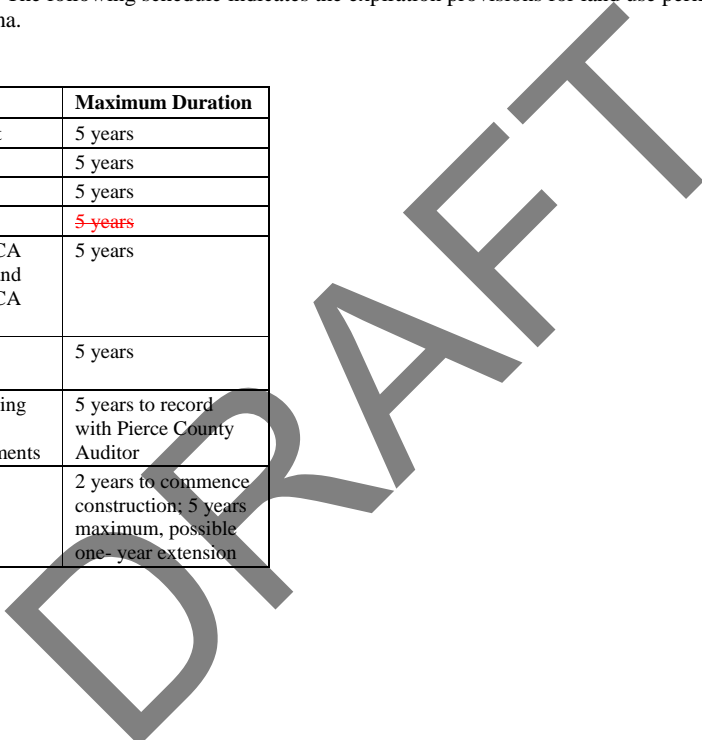 The following schedule indicates the expiration provisions for land use perm
na.
Maximum Duration
t 5 years
5 years
5 years
5 years
CA 5 years
nd
CA
5 years
ing 5 years to record
with Pierce County
ments Auditor
2 years to commence
construction; 5 years
maximum, possible
one- year extension
DRAFT